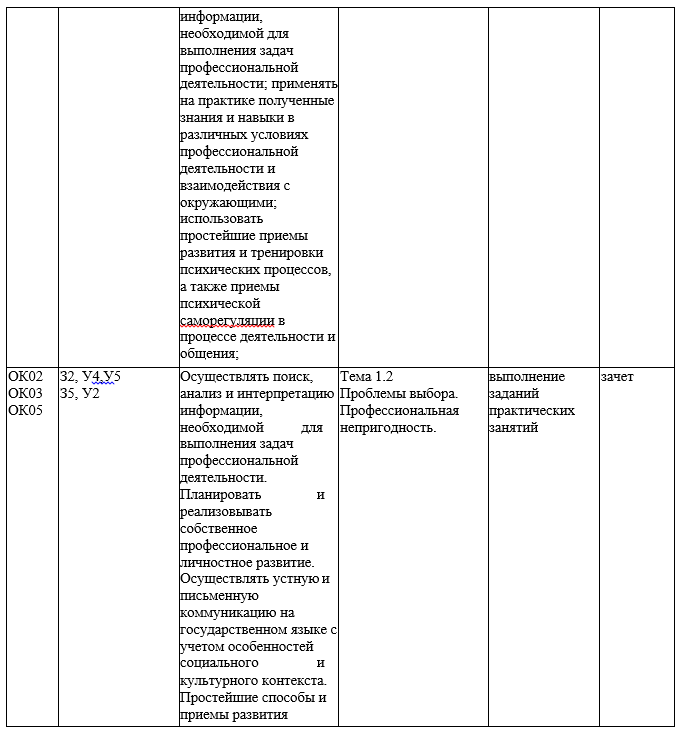 информации,
необходимой для
выполнения задач
профессиональной
деятельности; применять
на практике полученные
знания и навыки в
различных условиях
профессиональной
деятельности и
взаимодействия с
окружающими;
использовать
простейшие приемы
развития и тренировки
психических процессов,
а также приемы
психической
саморегуляции в
процессе деятельности и
общения;
ОК02
ОК03
ОК05
З2, У4,У5
З5, У2
Осуществлять поиск,
анализ и интерпретацию
информации,
необходимой для
выполнения задач
профессиональной
деятельности.
Планировать и
реализовывать
собственное
профессиональное и
личностное развитие.
Осуществлять устную и
письменную
коммуникацию на
государственном языке с
учетом особенностей
социального и
культурного контекста.
Простейшие способы и
приемы развития
Тема 1.2
Проблемы выбора.
Профессиональная
непригодность.
выполнение
заданий
практических
занятий
зачет